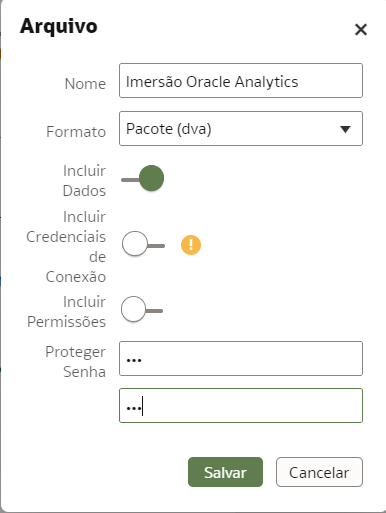 Arquivo
Nome
Imersão Oracle Analytics
Formato
Pacote (dva)
Incluir
Dados
Incluir
Credenciais
de
Conexão
Incluir
Permissões
Proteger
Senha
•••
•••
Salvar
Cancelar